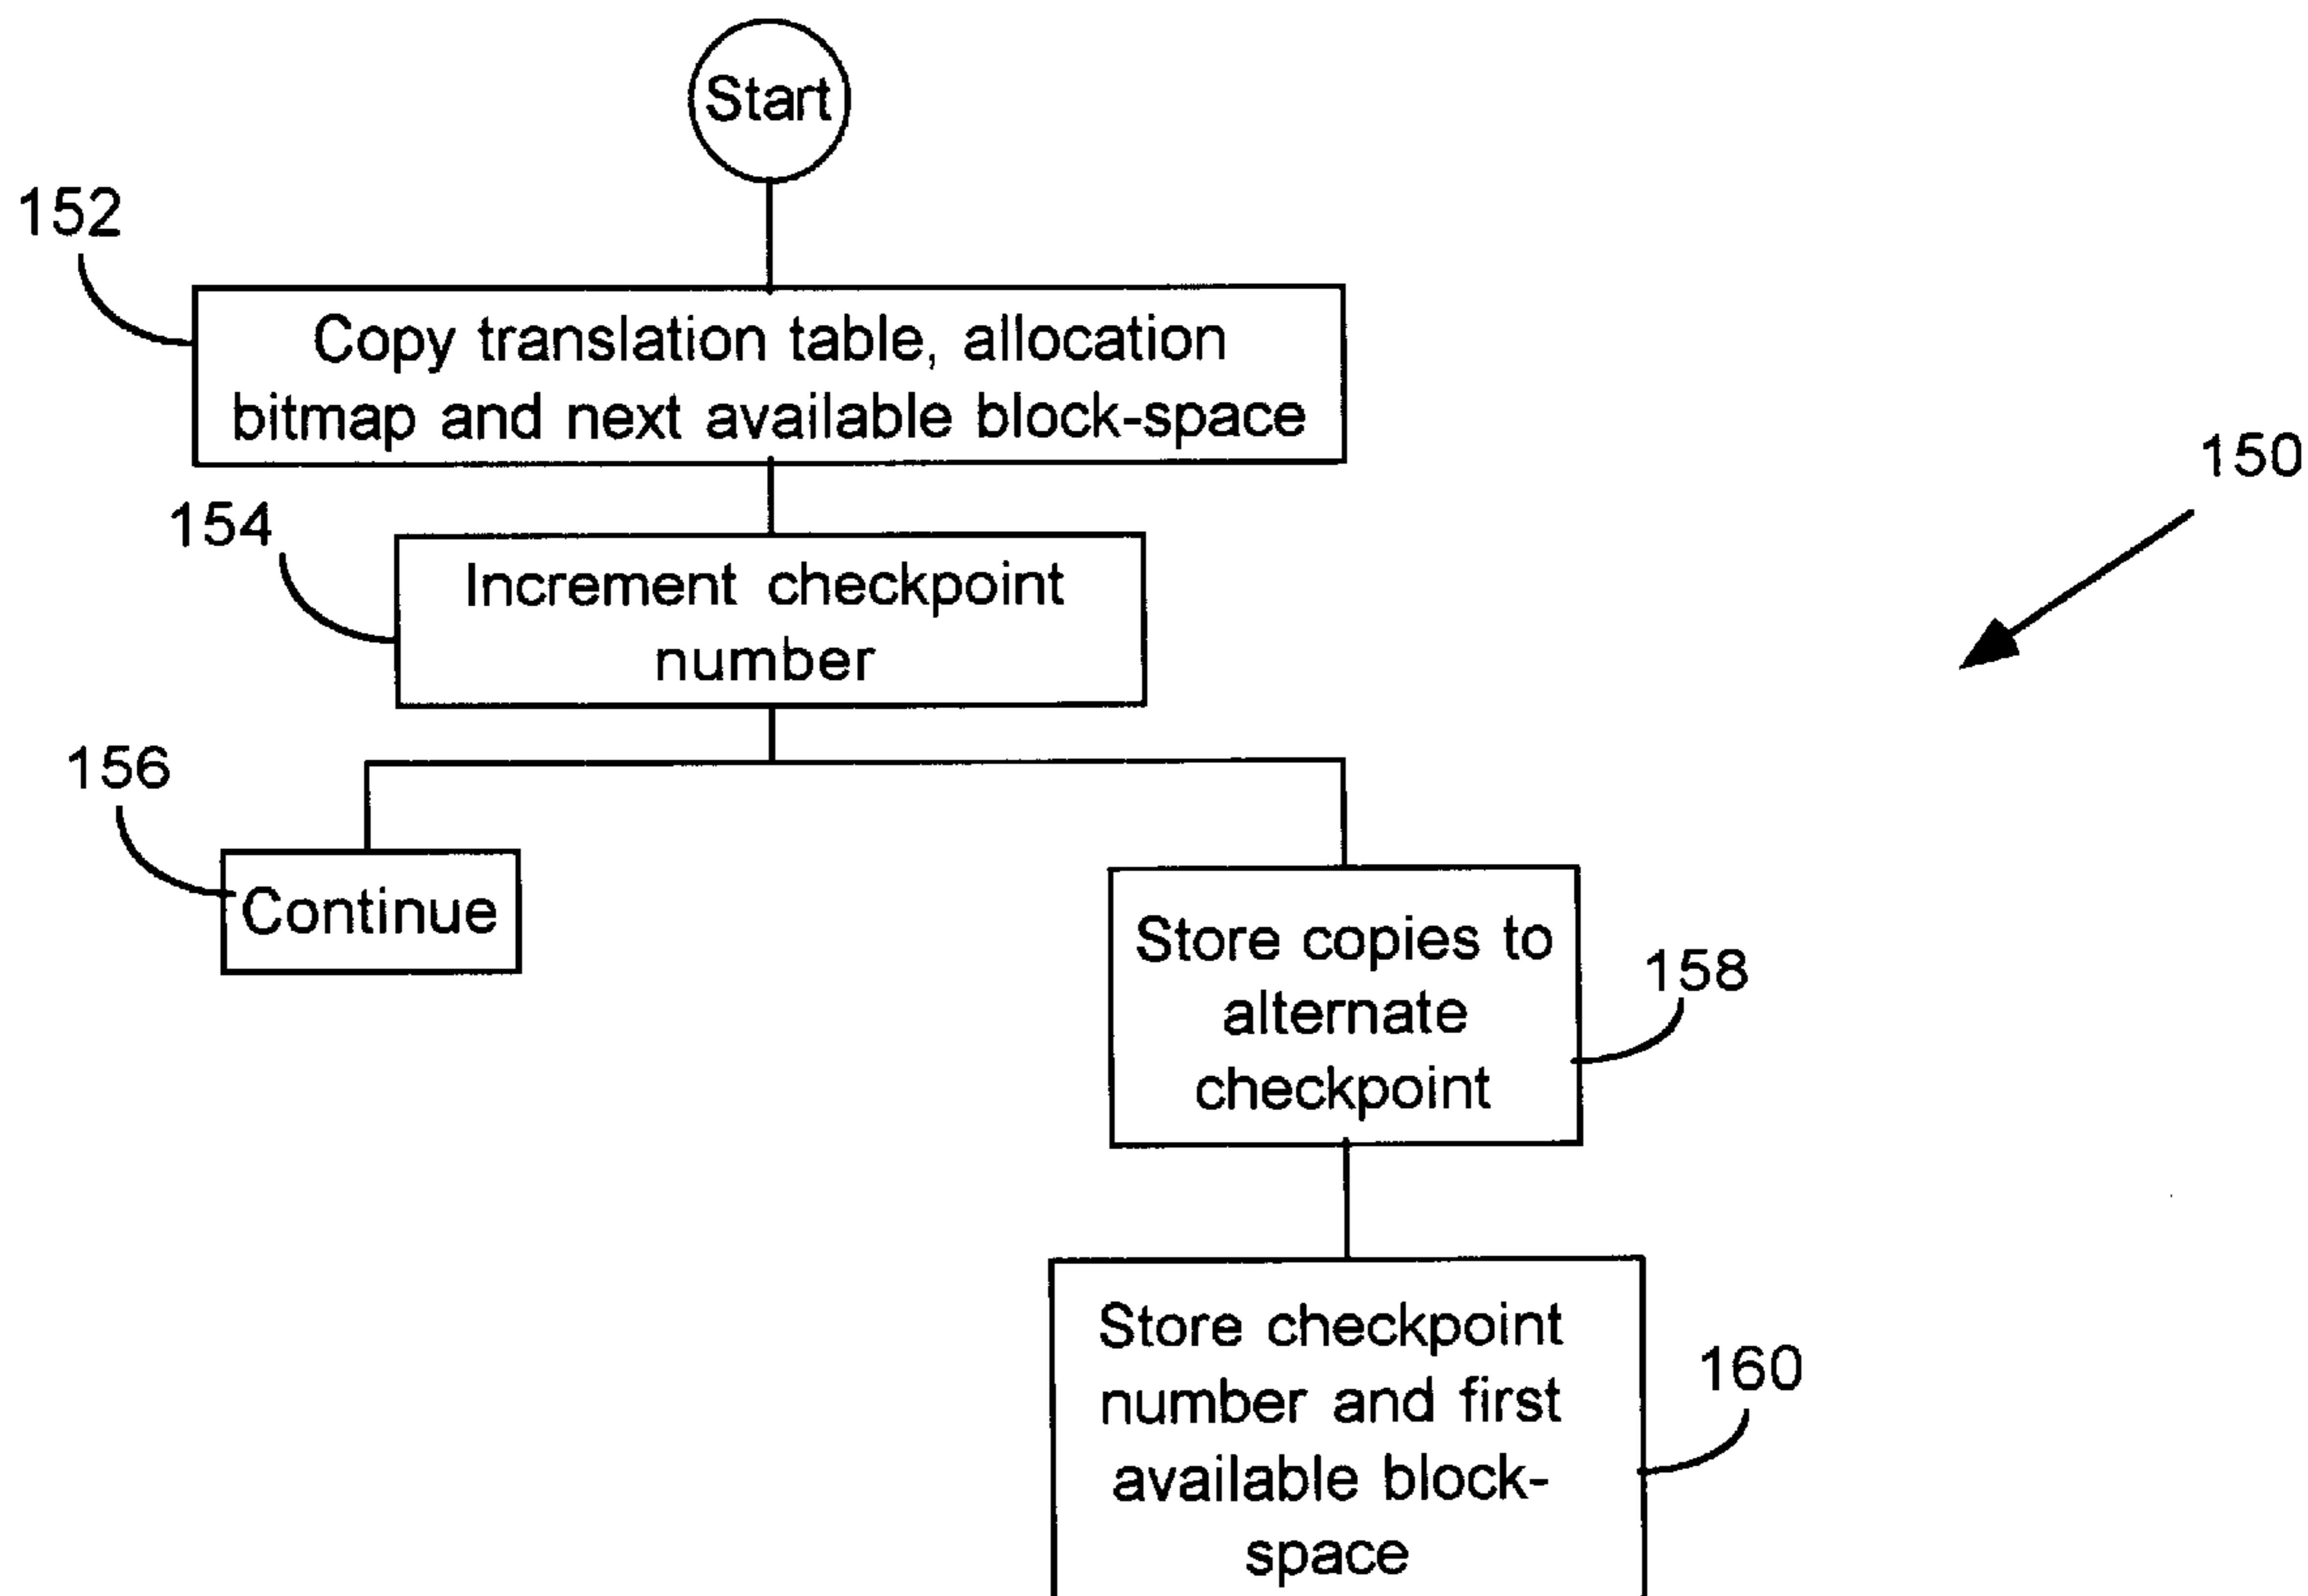 Start
152
Copy translation table, allocation
bitmap and next available block-space
150
154
Increment checkpoint
number
156
Continue
Store copies to
alternate
checkpoint
158
Store checkpoint
number and first
available block-
space
160